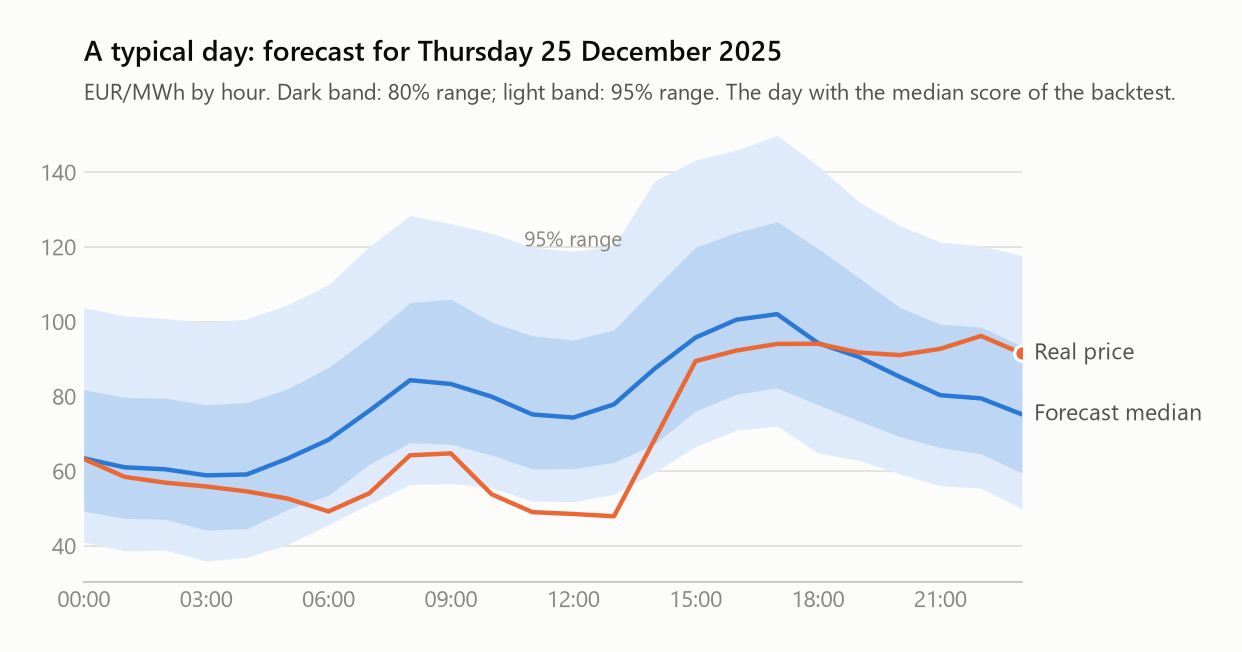 A typical day: forecast for Thursday 25 December 2025
EUR/MWh by hour. Dark band: 80% range; light band: 95% range. The day with the median score of the backtest.
140
120
100
80
60
40
95% range
Real price
Forecast median
00:00 03:00 06:00 09:00 12:00 15:00 18:00 21:00